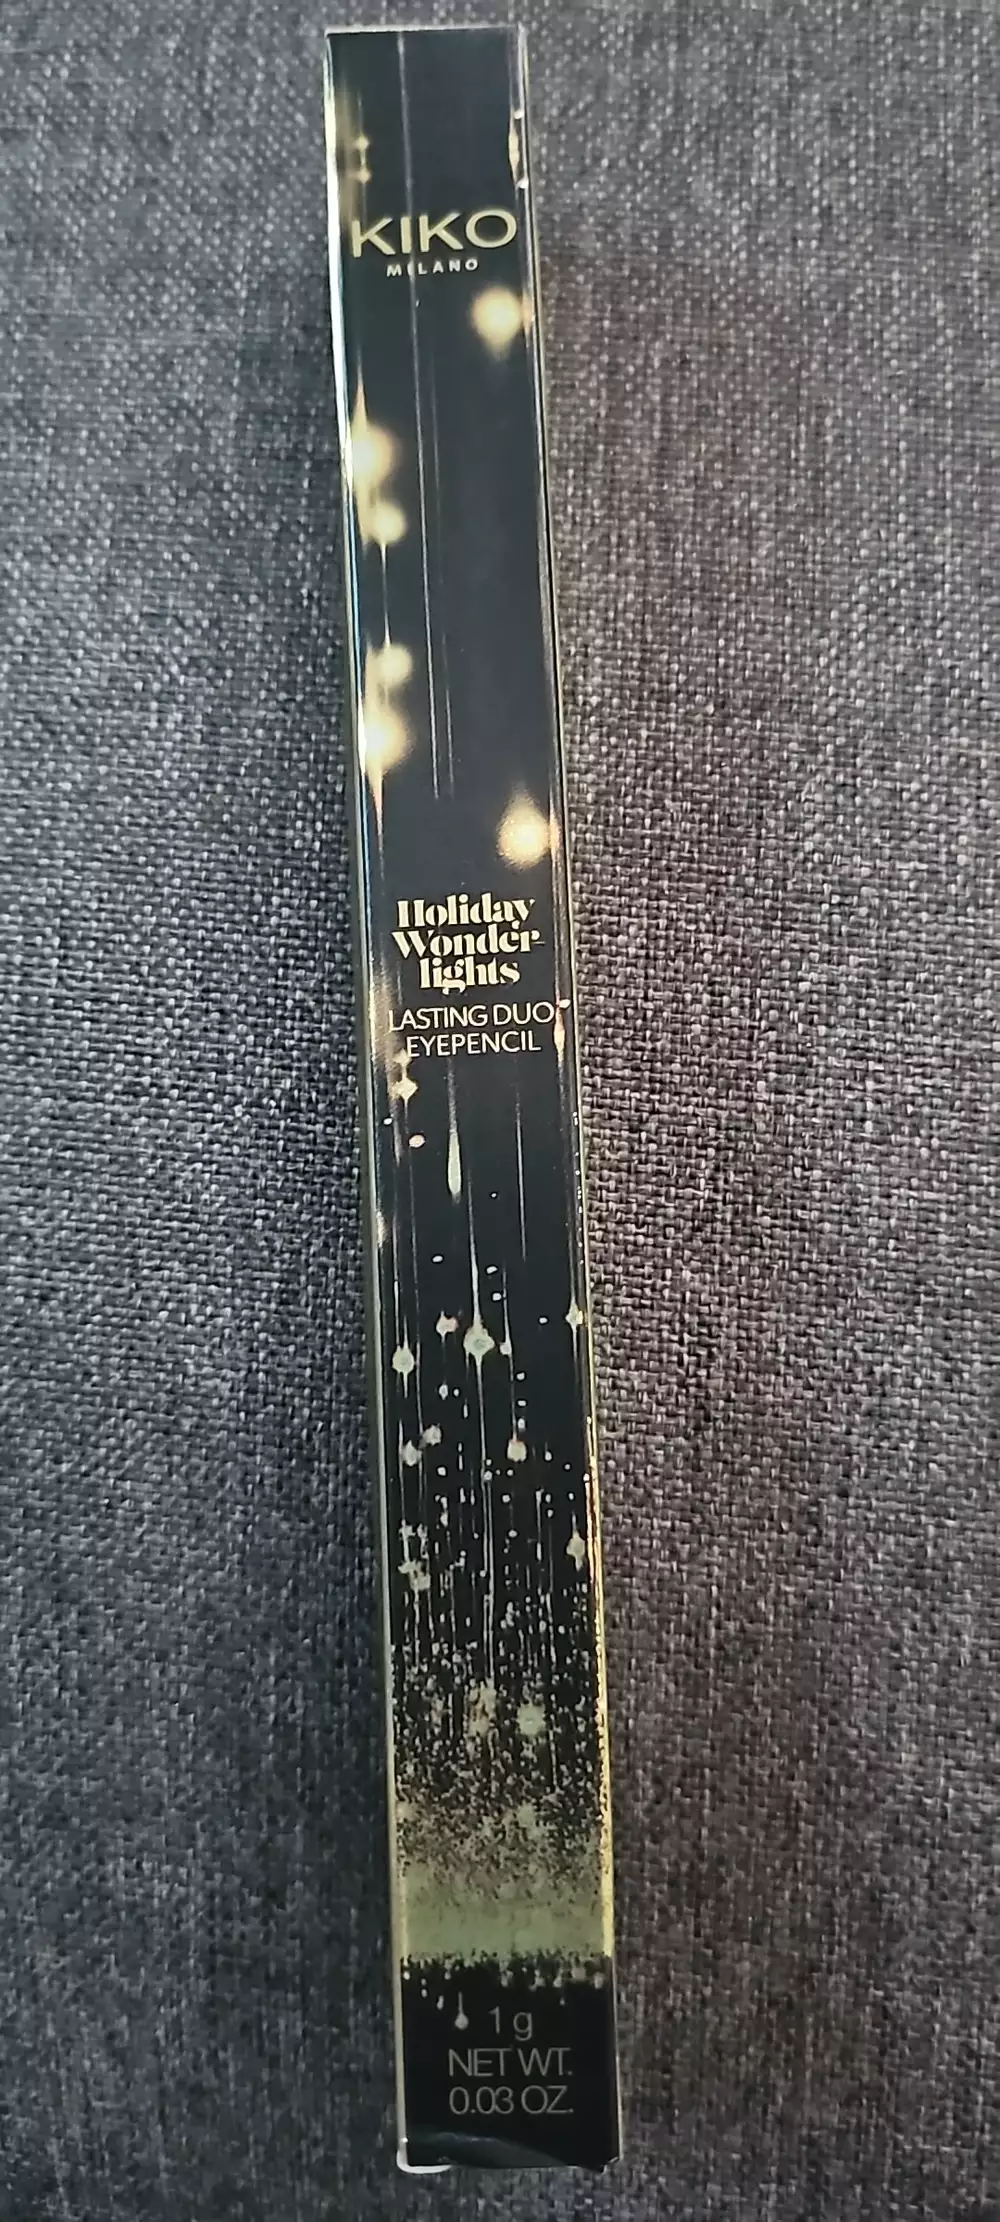 KIKO
MILANO
Holiday
Wonder-
lights
LASTING DUO
EYEPENCIL
1 g
NET WT.
0.03 OZ.